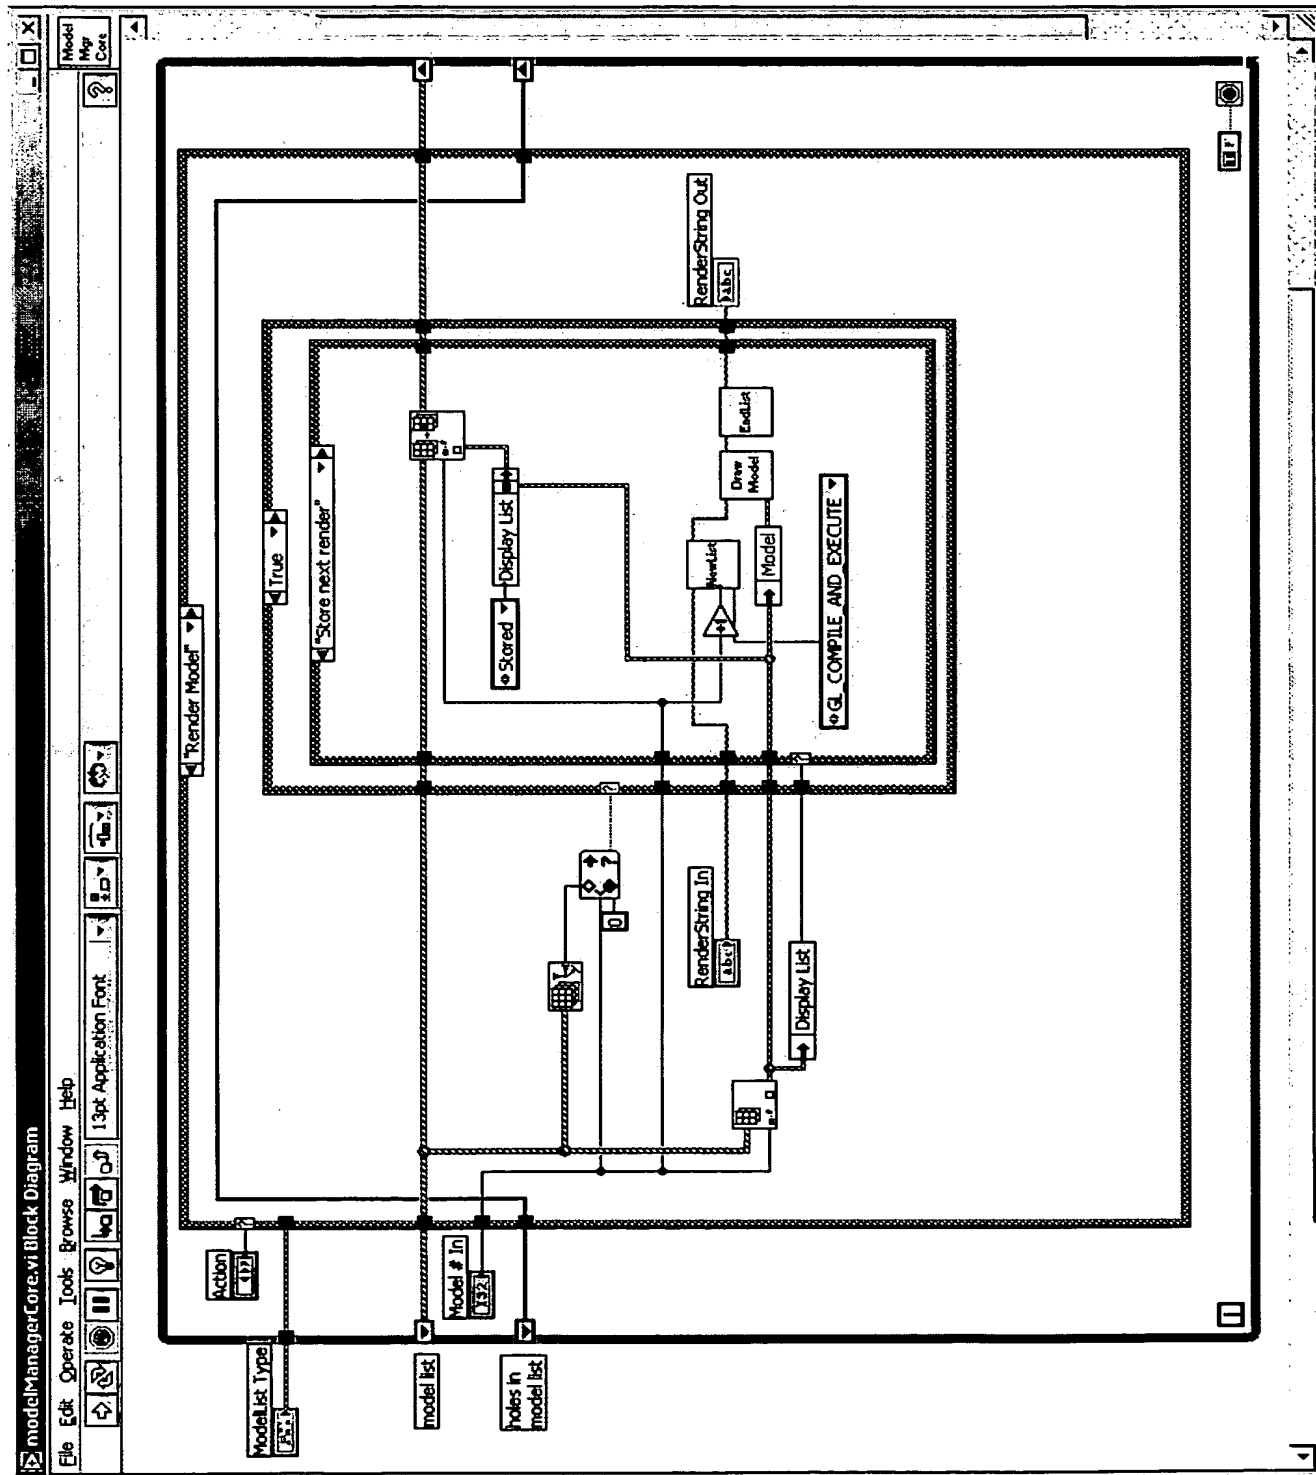 modelManagerCore.vi Block Diagram
File Edit Operate Tools Browse Window Help
13pt Application Font
Model
Mgr
Core
ModelList Type
Action
"Render Model"
True
"Store next render"
model list
Model # In
I32
holes in
model list
Stored
Display List
0
RenderString In
abc
NewList
+1
Model
Draw
Model
EndList
RenderString Out
abc
Display List
GL_COMPILE_AND_EXECUTE